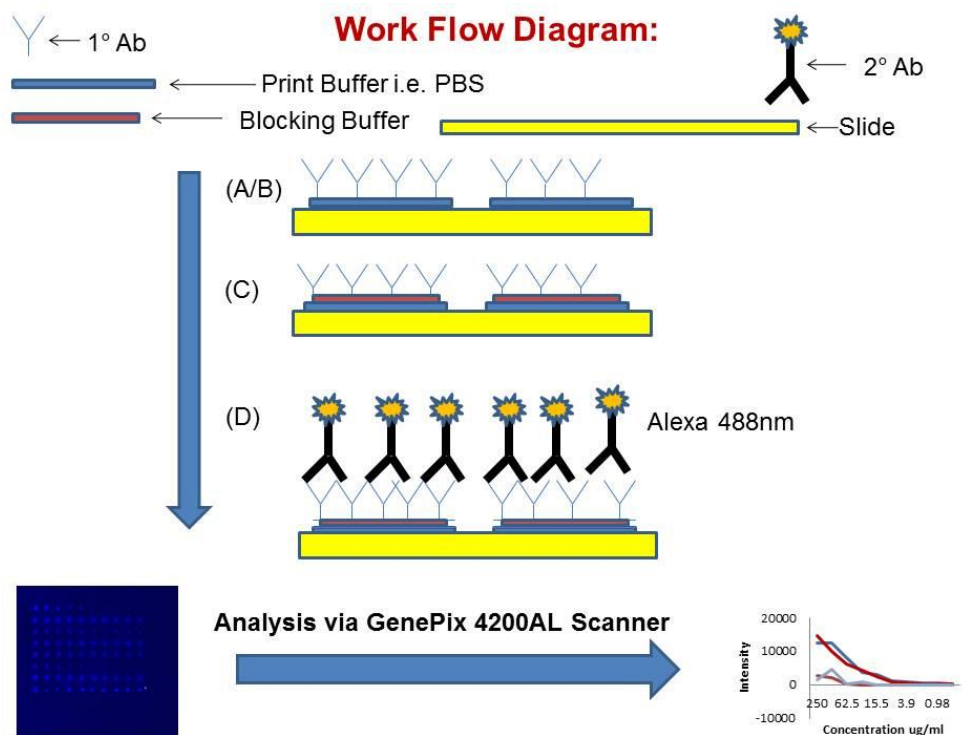 Work Flow Diagram:
1° Ab
2° Ab
Print Buffer i.e. PBS
Blocking Buffer
Slide
(A/B)
(C)
(D)
Alexa 488nm
Analysis via GenePix 4200AL Scanner
20000
10000
0
-10000
Intensity
250 62.5 15.5 3.9 0.98
Concentration ug/ml